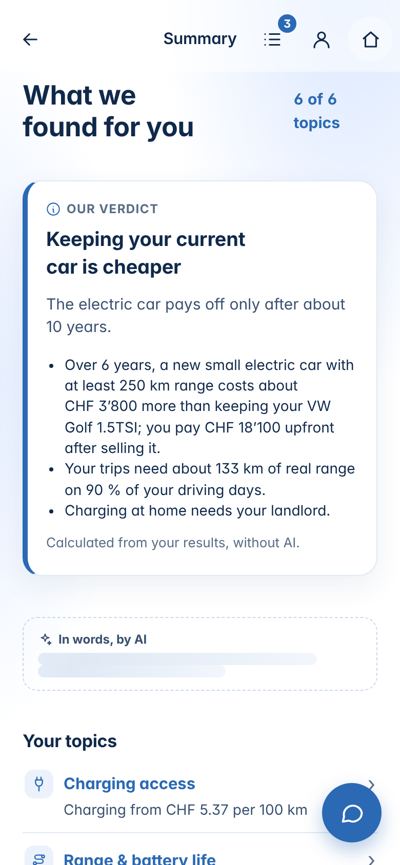 Summary
3
What we
found for you
6 of 6
topics
OUR VERDICT
Keeping your current
car is cheaper
The electric car pays off only after about
10 years.
• Over 6 years, a new small electric car with
at least 250 km range costs about
CHF 3’800 more than keeping your VW
Golf 1.5TSI; you pay CHF 18’100 upfront
after selling it.
• Your trips need about 133 km of real range
on 90 % of your driving days.
• Charging at home needs your landlord.
Calculated from your results, without AI.
In words, by AI
Your topics
Charging access
Charging from CHF 5.37 per 100 km
Range & battery life